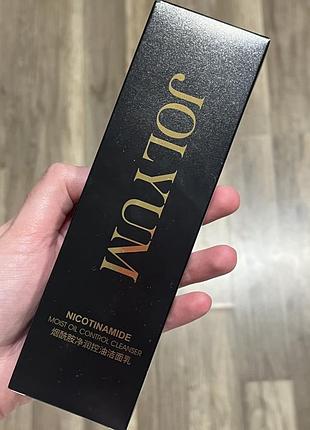 JOLYUM
NICOTINAMIDE
MOIST OIL CONTROL CLEANSER
烟酰胺净润控油洁面乳